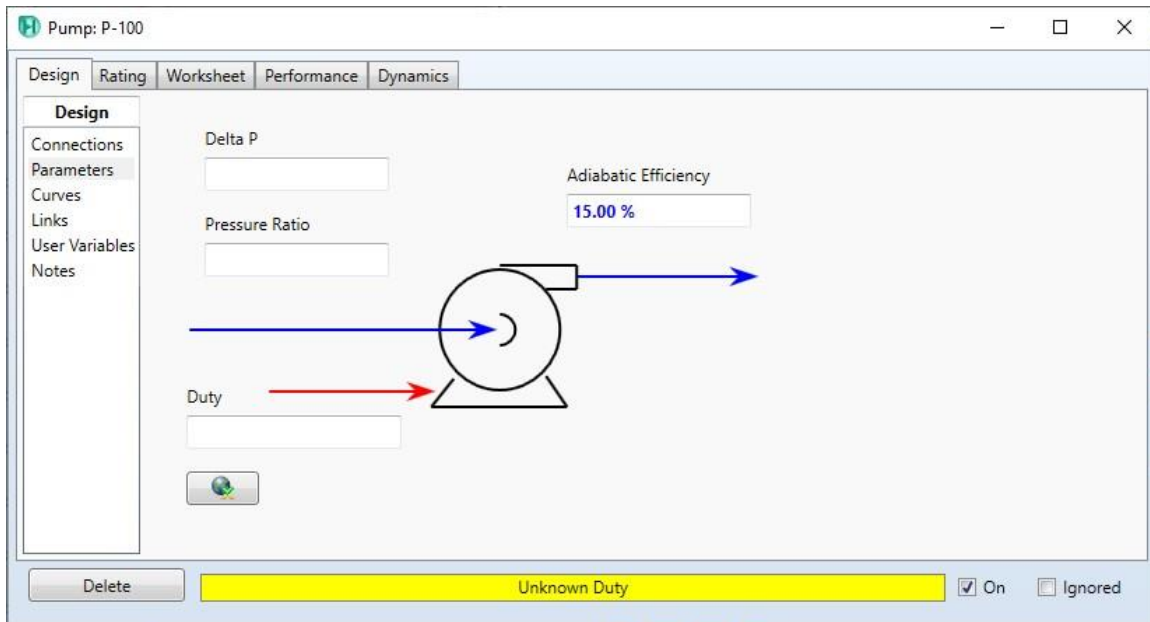 Pump: P-100
Design Rating Worksheet Performance Dynamics
Design
Connections
Parameters
Curves
Links
User Variables
Notes
Delta P
Pressure Ratio
Adiabatic Efficiency
15.00 %
Duty
Delete
Unknown Duty
On
Ignored